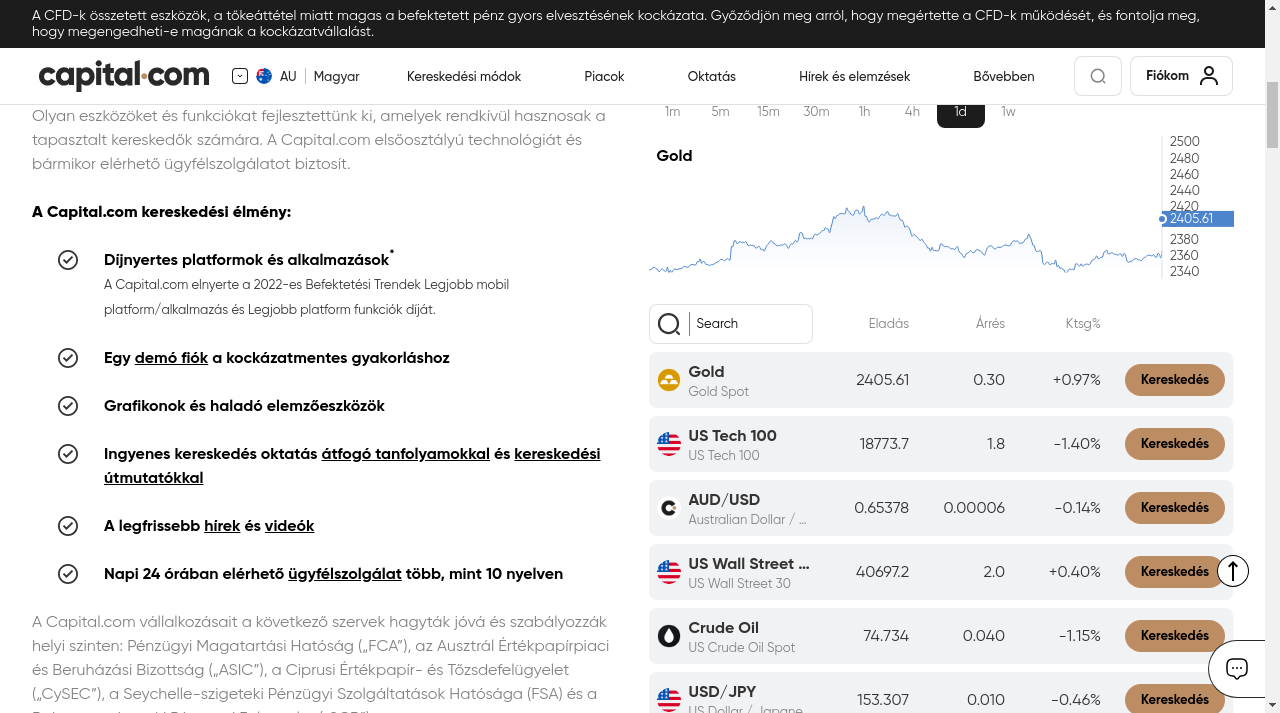 A CFD-k összetett eszközök, a tőkeáttétel miatt magas a befektetett pénz gyors elvesztésének kockázata. Győződjön meg arról, hogy megértette a CFD-k működését, és fontolja meg,
hogy megengedheti-e magának a kockázatvállalást.
capital.com
AU
Magyar
Kereskedési módok
Piacok
Oktatás
Hírek és elemzések
Bővebben
Fiókom
Olyan eszközöket és funkciókat fejlesztettünk ki, amelyek rendkívül hasznosak a
tapasztalt kereskedők számára. A Capital.com elsőosztályú technológiát és
bármikor elérhető ügyfélszolgálatot biztosít.
A Capital.com kereskedési élmény:
Díjnyertes platformok és alkalmazások*
A Capital.com elnyerte a 2022-es Befektetési Trendek Legjobb mobil
platform/alkalmazás és Legjobb platform funkciók díját.
Egy demó fiók a kockázatmentes gyakorláshoz
Grafikonok és haladó elemzőeszközök
Ingyenes kereskedés oktatás átfogó tanfolyamokkal és kereskedési
útmutatókkal
A legfrissebb hírek és videók
Napi 24 órában elérhető ügyfélszolgálat több, mint 10 nyelven
A Capital.com vállalkozásait a következő szervek hagyták jóvá és szabályozzák
helyi szinten: Pénzügyi Magatartási Hatóság („FCA”), az Ausztrál Értékpapírpiaci
és Beruházási Bizottság („ASIC”), a Ciprusi Értékpapír- és Tőzsdefelügyelet
(„CySEC”), a Seychelle-szigeteki Pénzügyi Szolgáltatások Hatósága (FSA) és a
1m 5m 15m 30m 1h 4h 1d 1w
Gold
2500
2480
2460
2440
2420
2405.61
2380
2360
2340
Search Eladás Árrés Ktsg%
Gold 2405.61 0.30 +0.97% Kereskedés
Gold Spot
US Tech 100 18773.7 1.8 -1.40% Kereskedés
US Tech 100
AUD/USD 0.65378 0.00006 -0.14% Kereskedés
Australian Dollar / ...
US Wall Street ... 40697.2 2.0 +0.40% Kereskedés
US Wall Street 30
Crude Oil 74.734 0.040 -1.15% Kereskedés
US Crude Oil Spot
USD/JPY 153.307 0.010 -0.46% Kereskedés
US Dollar / Japane